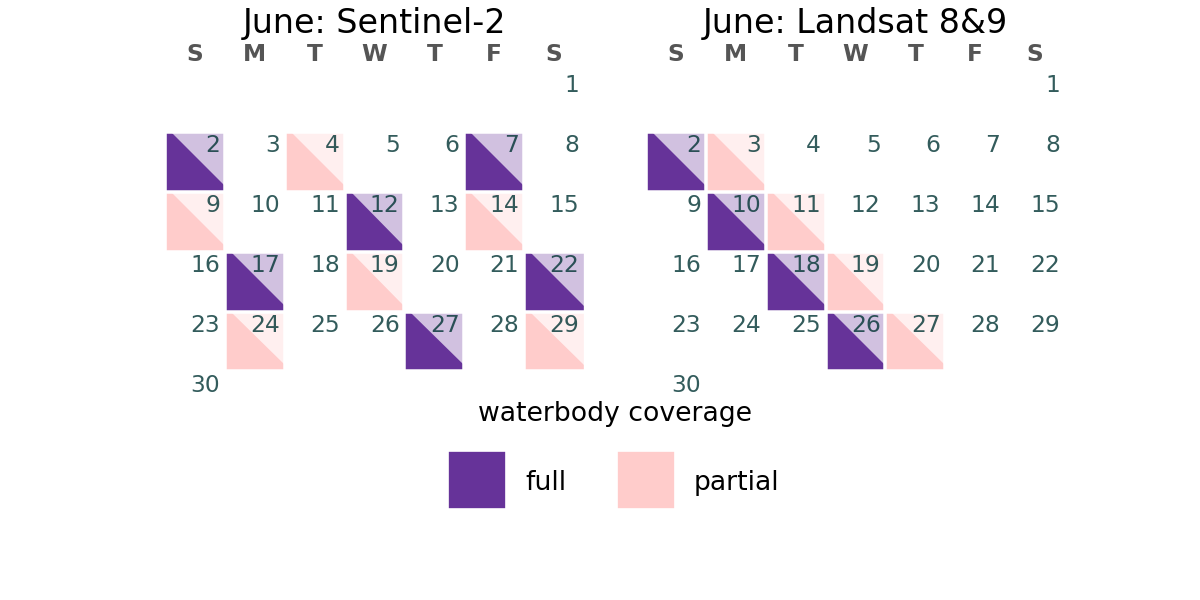 June: Sentinel-2
S M T W T F S
1
2 3 4 5 6 7 8
9 10 11 12 13 14 15
16 17 18 19 20 21 22
23 24 25 26 27 28 29
30
June: Landsat 8&9
S M T W T F S
1
2 3 4 5 6 7 8
9 10 11 12 13 14 15
16 17 18 19 20 21 22
23 24 25 26 27 28 29
30
waterbody coverage
full partial